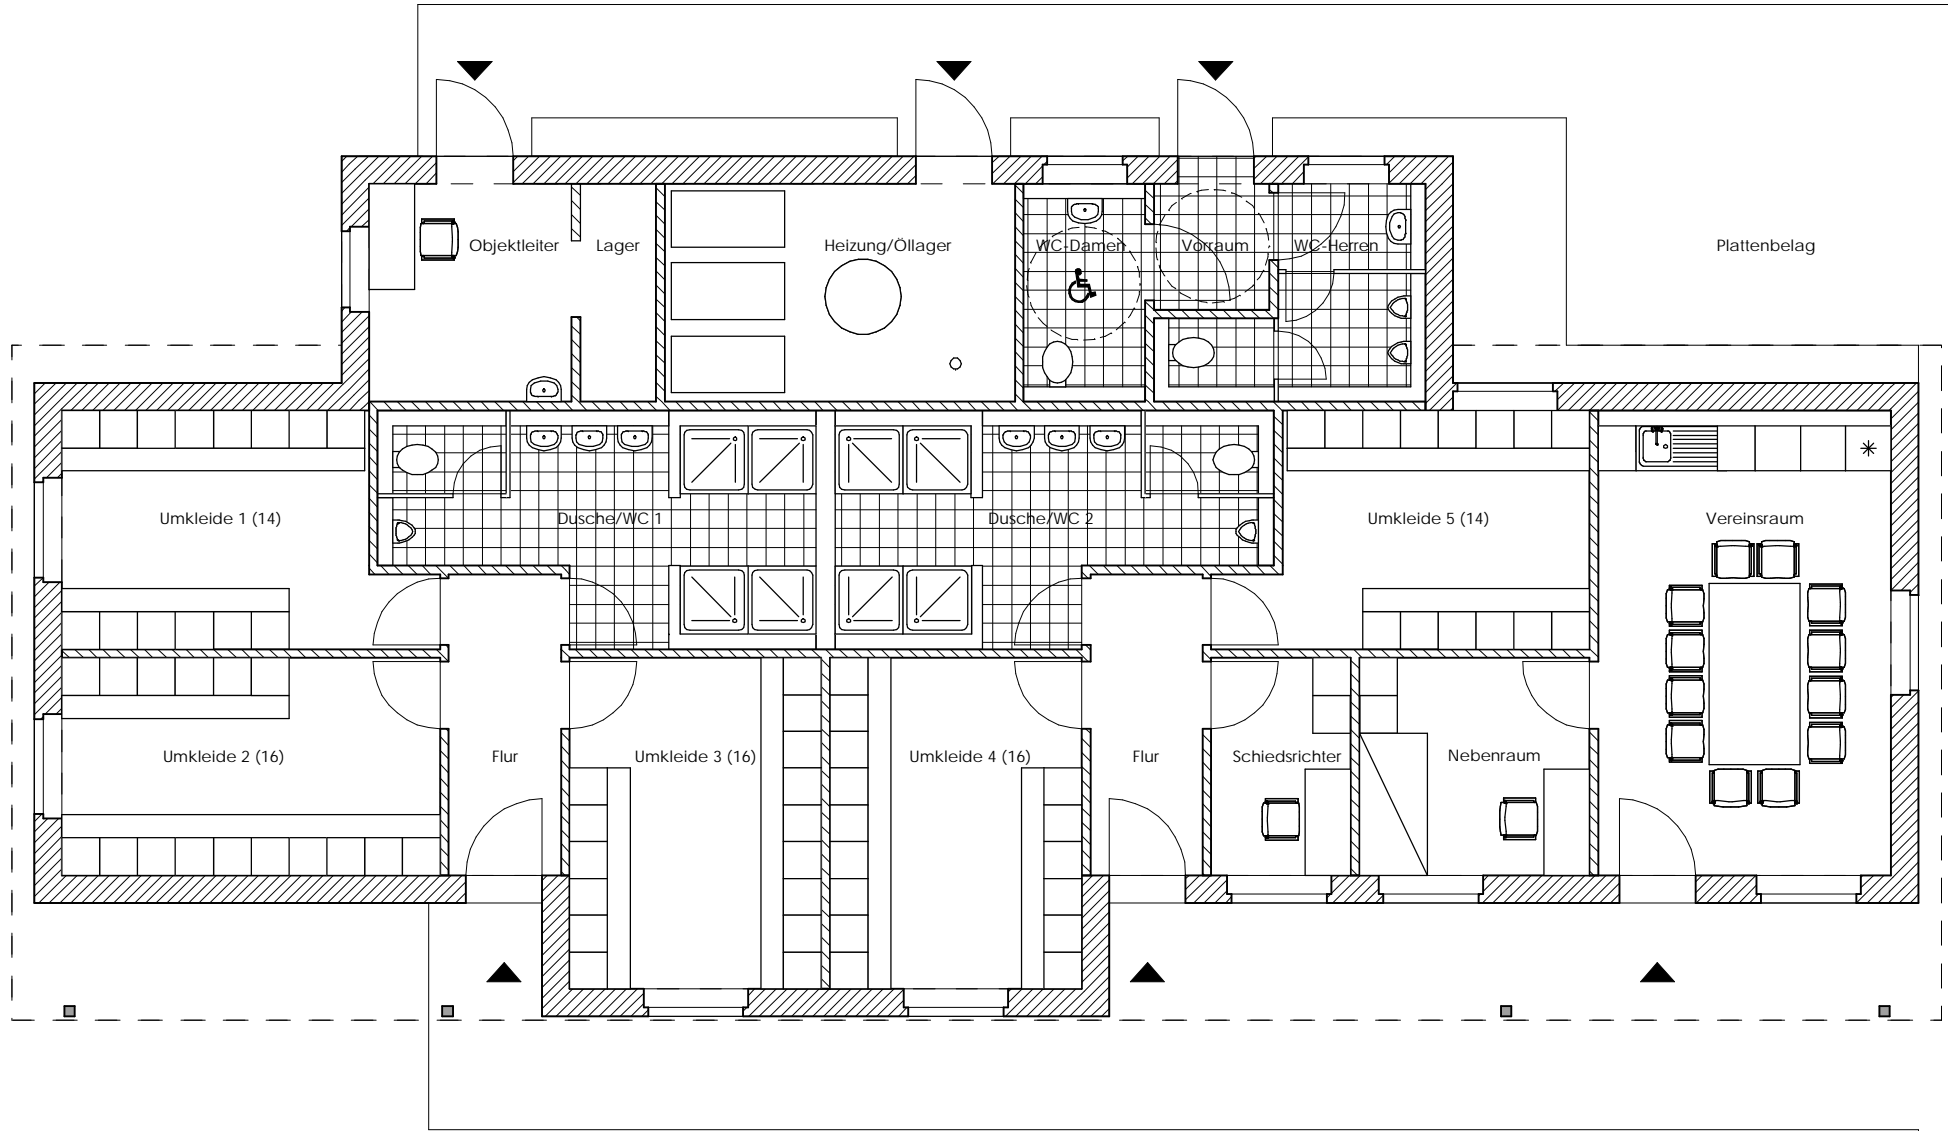 Objektleiter
Lager
Heizung/Öllager
WC-Damen
Vorraum
WC-Herren
Plattenbelag
Umkleide 1 (14)
Dusche/WC 1
Dusche/WC 2
Umkleide 5 (14)
Vereinsraum
Umkleide 2 (16)
Flur
Umkleide 3 (16)
Umkleide 4 (16)
Flur
Schiedsrichter
Nebenraum